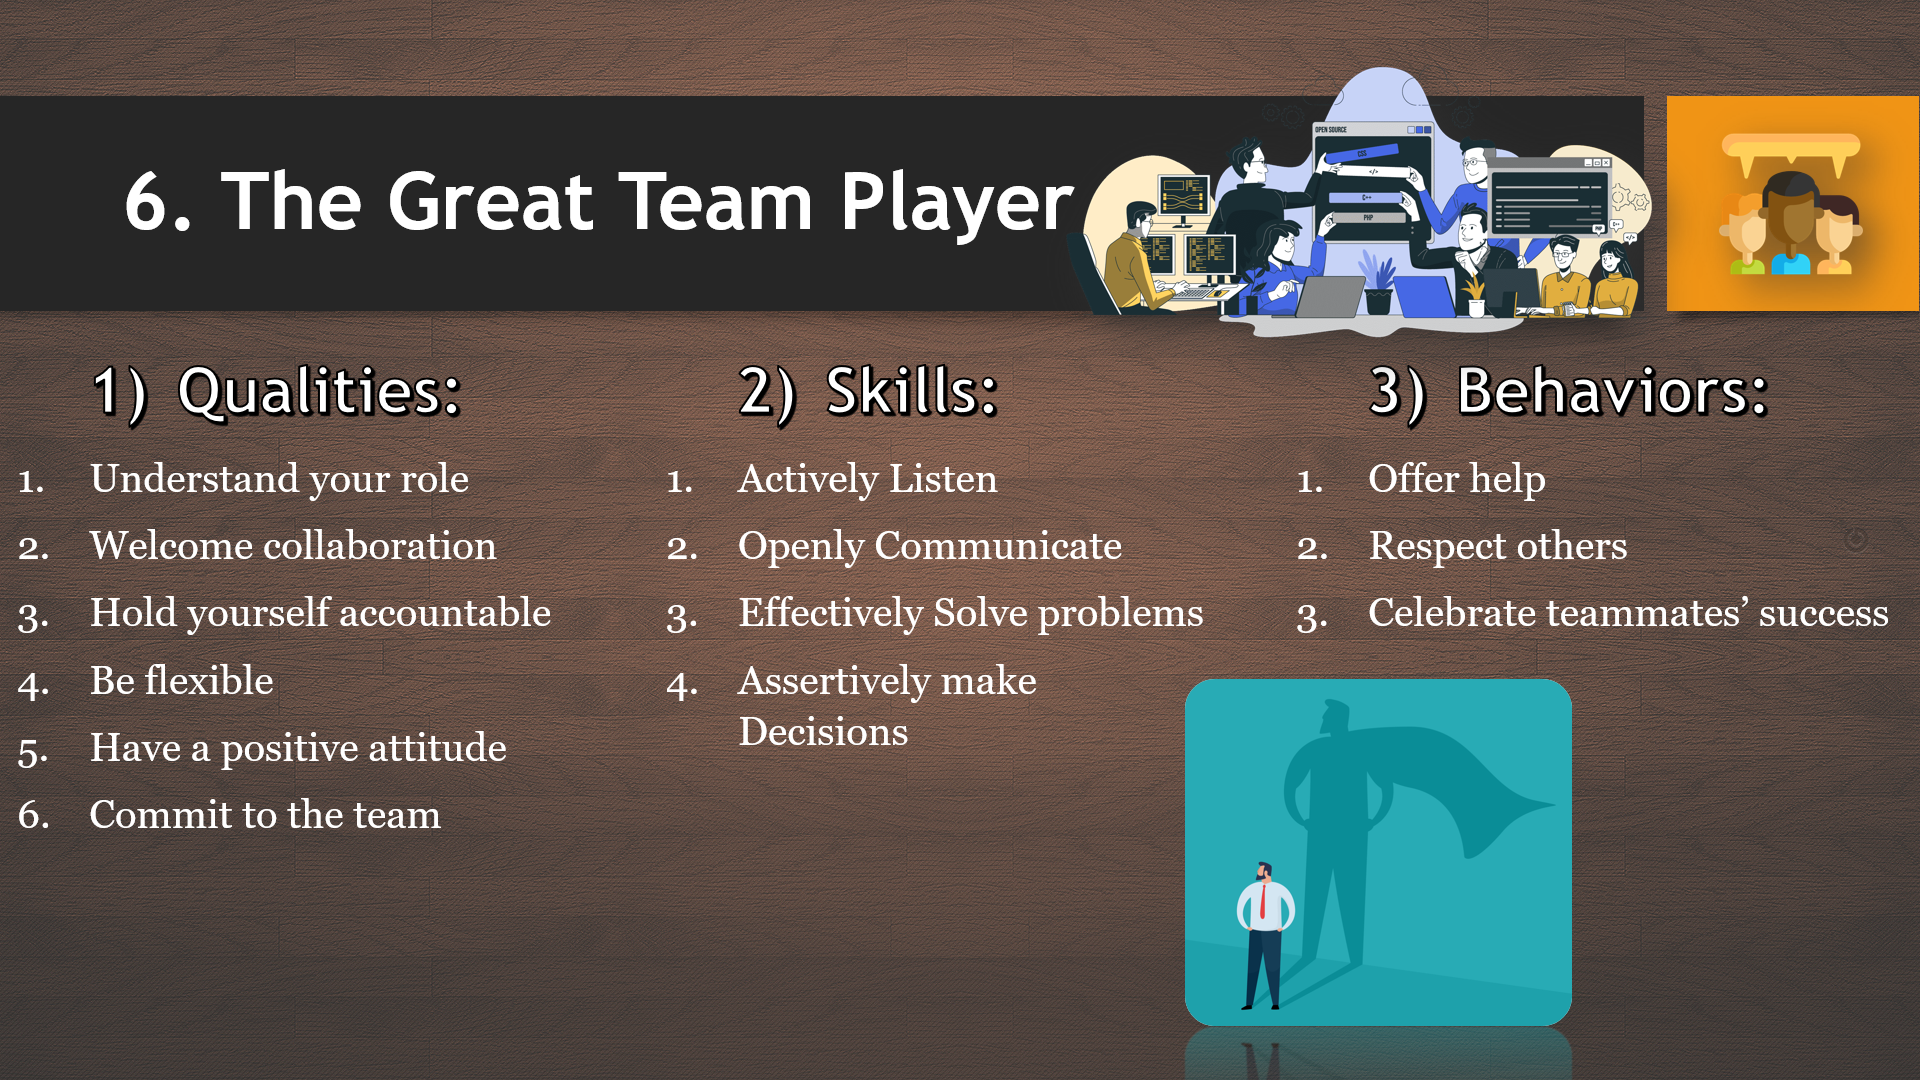 6. The Great Team Player
OPEN SOURCE
CSS
</>
C++
PHP
1) Qualities:
1. Understand your role
2. Welcome collaboration
3. Hold yourself accountable
4. Be flexible
5. Have a positive attitude
6. Commit to the team
2) Skills:
1. Actively Listen
2. Openly Communicate
3. Effectively Solve problems
4. Assertively make
Decisions
3) Behaviors:
1. Offer help
2. Respect others
3. Celebrate teammates’ success